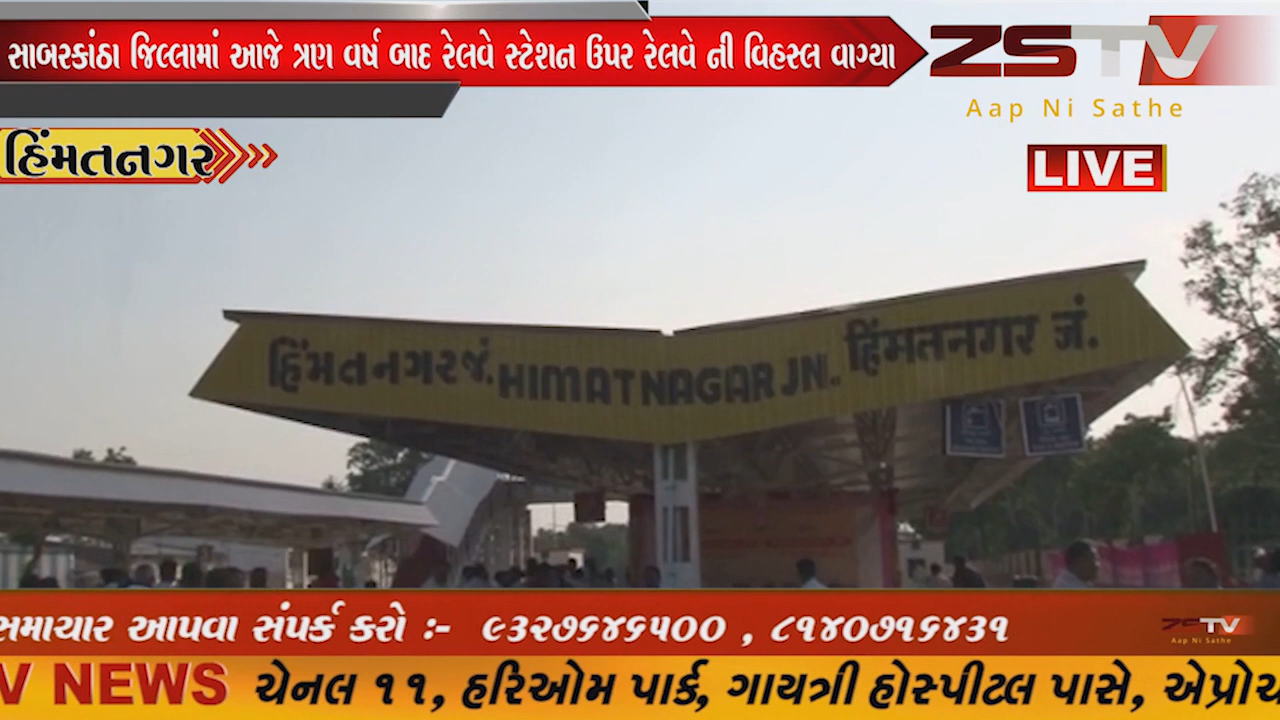 સાબરકાંઠા જિલ્લામાં આજે ત્રણ વર્ષ બાદ રેલવે સ્ટેશન ઉપર રેલવે ની વિહસ્લ વાગ્યા
ZSTV
Aap Ni Sathe
હિંમતનગર
LIVE
હિંમતનગર જં. HIMATNAGAR JN. हिंमतनगर जं.
સમાચાર આપવા સંપર્ક કરો :- ૯૩૨૭૬૪૬૫૦૦ , ૮૧૪૦૭૧૬૪૩૧
ZSTV
Aap Ni Sathe
V NEWS ચેનલ ૧૧, હરિઓમ પાર્ક, ગાયત્રી હોસ્પીટલ પાસે, એપ્રોચ